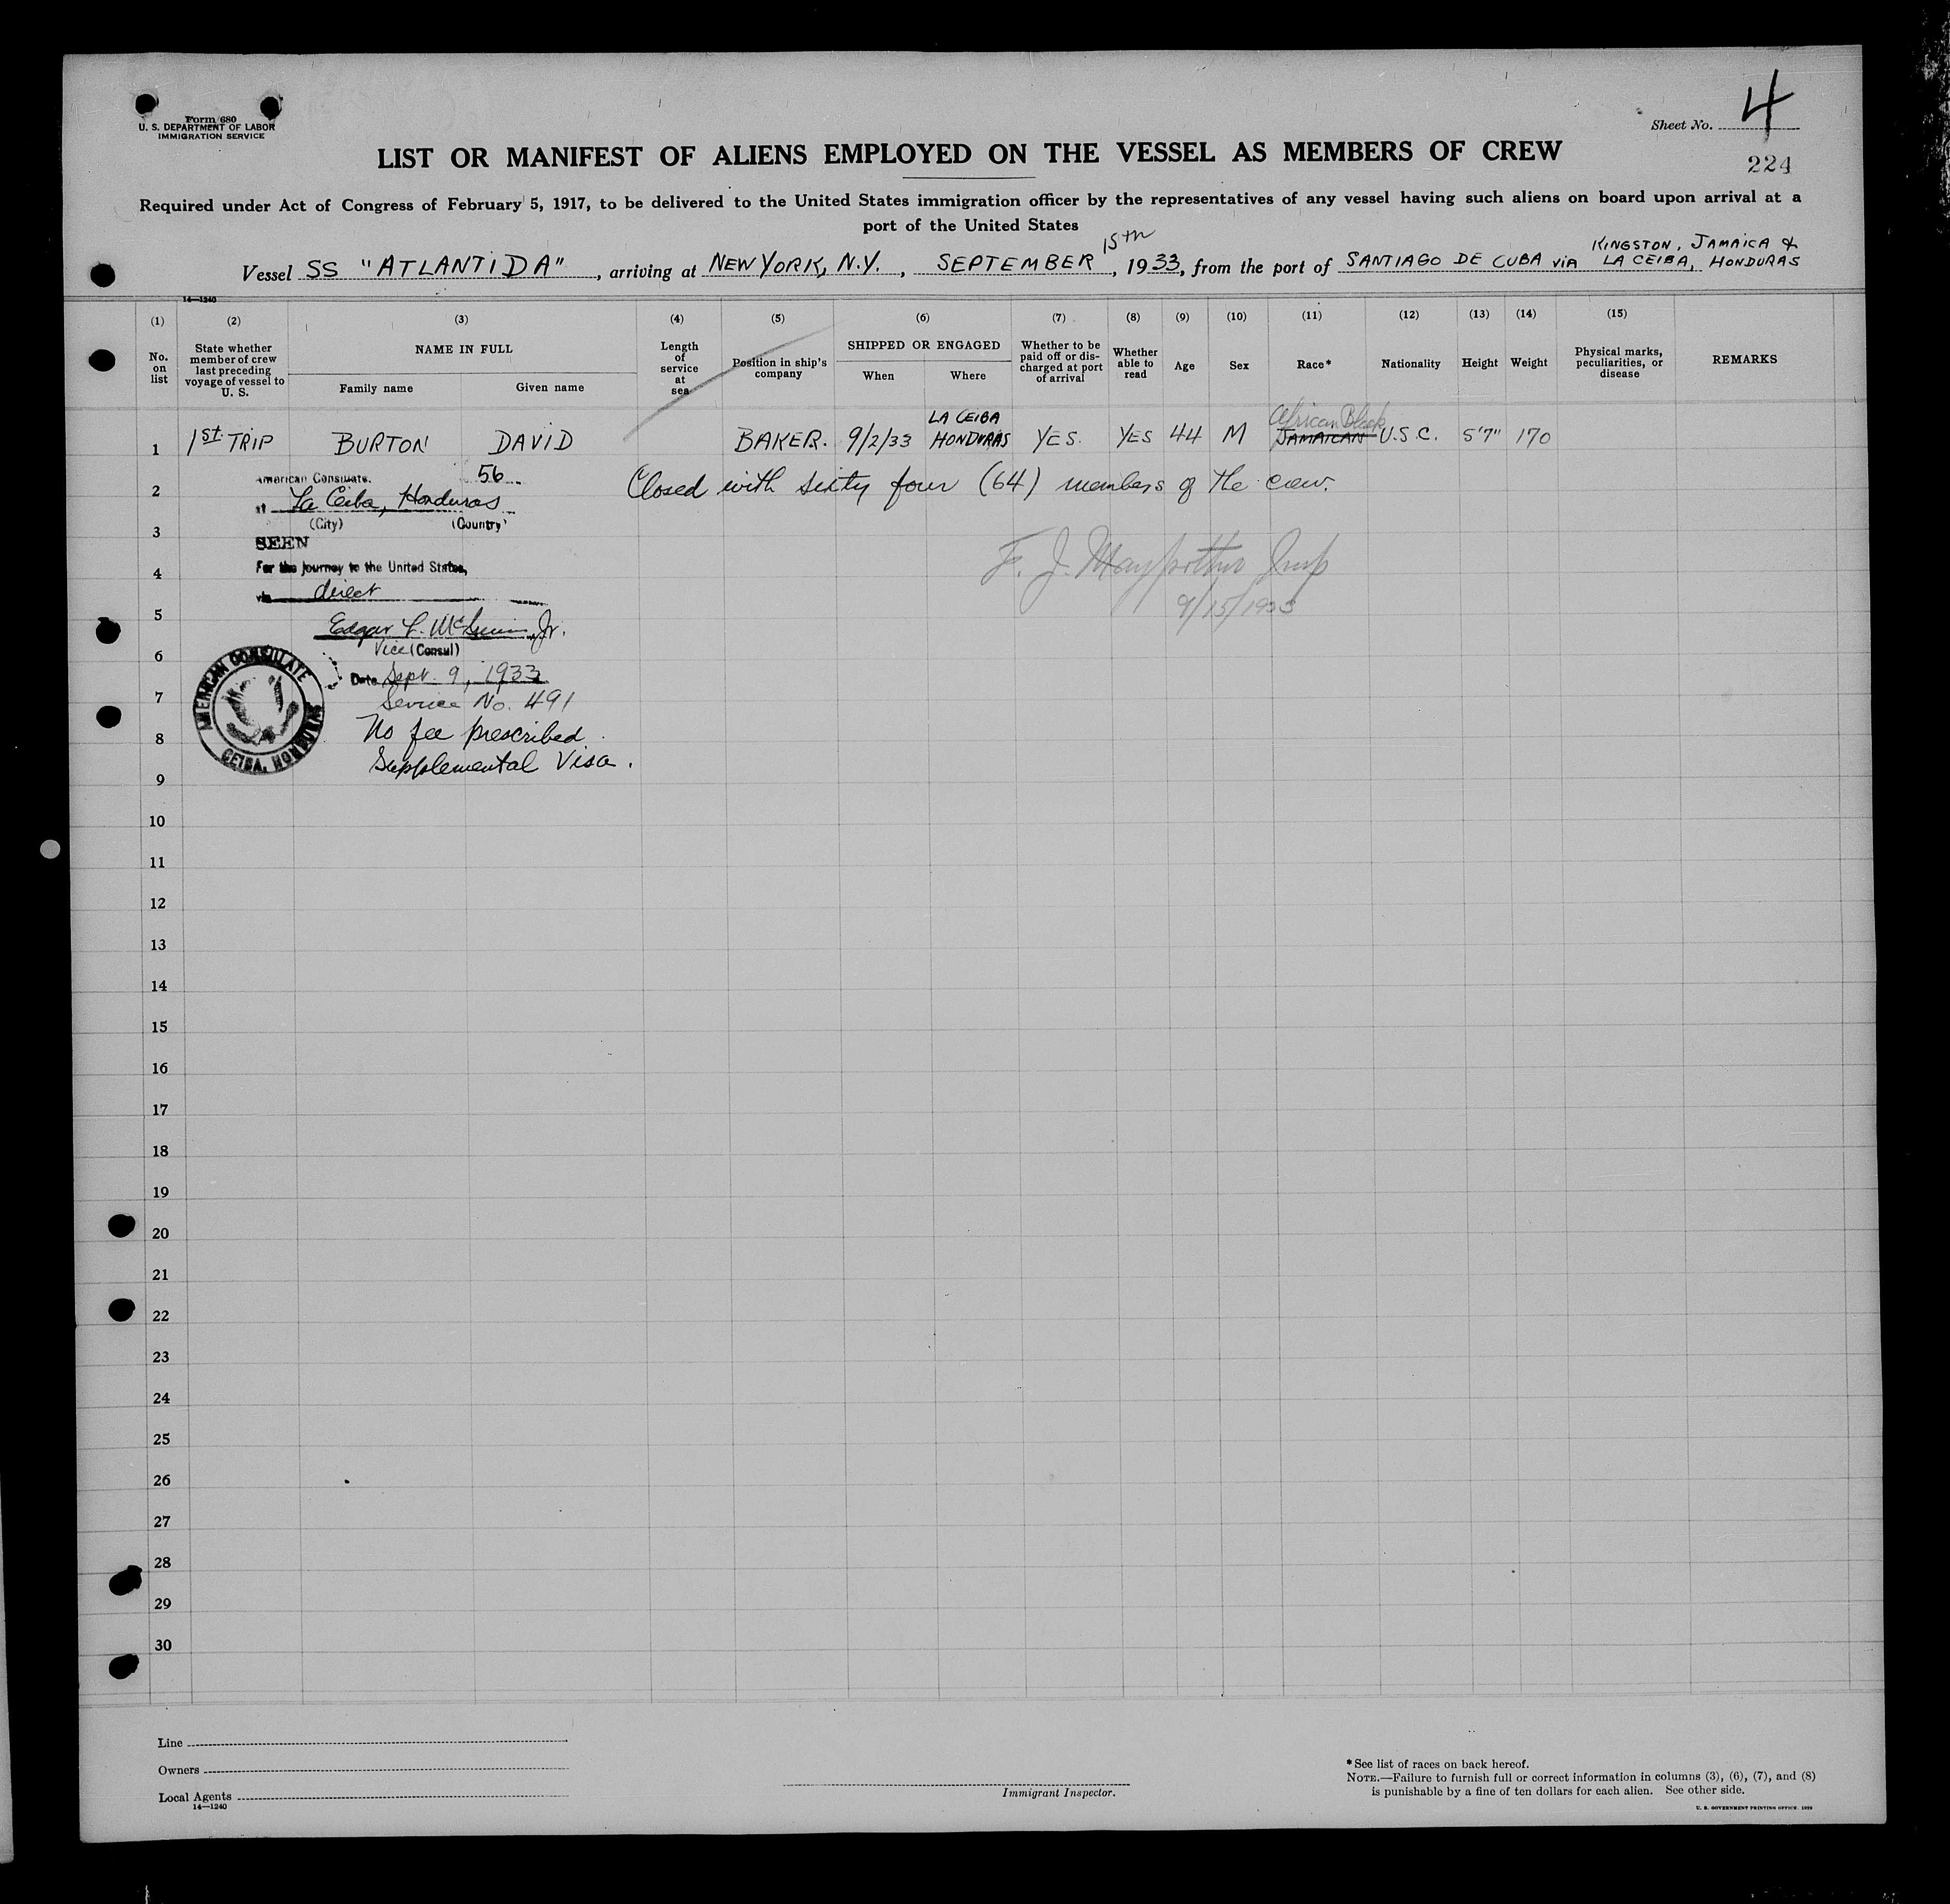 Form 680
U. S. DEPARTMENT OF LABOR
IMMIGRATION SERVICE
Sheet No. 4
224
LIST OR MANIFEST OF ALIENS EMPLOYED ON THE VESSEL AS MEMBERS OF CREW
Required under Act of Congress of February 5, 1917, to be delivered to the United States immigration officer by the representatives of any vessel having such aliens on board upon arrival at a
port of the United States
Vessel SS "ATLANTIDA", arriving at NEW YORK, N.Y., SEPTEMBER 15th, 1933, from the port of SANTIAGO DE CUBA via KINGSTON, JAMAICA & LA CEIBA, HONDURAS
14—1240
(1) (2) (3) (4) (5) (6) (7) (8) (9) (10) (11) (12) (13) (14) (15)
No. on list
State whether member of crew last preceding voyage of vessel to U. S.
NAME IN FULL
Family name Given name
Length of service at sea
Position in ship's company
SHIPPED OR ENGAGED
When Where
Whether to be paid off or discharged at port of arrival
Whether able to read
Age
Sex
Race*
Nationality
Height
Weight
Physical marks, peculiarities, or disease
REMARKS
African Black
1 1st TRIP BURTON DAVID BAKER. 9/2/33 LA CEIBA HONDURAS YES. YES 44 M JAMAICAN U.S.C. 5'7" 170
American Consulate. 56
2 Closed with sixty four (64) members of the crew.
at La Ceiba, Honduras
(City) (Country)
3
SEEN
F. J. Insp
4
For the journey to the United States,
via direct
9/15/1933
5
Edgar L. Jr.
Vice (Consul)
6
Date Sept. 9, 1933
7
Service No. 491
No fee prescribed.
8
Supplemental Visa.
AMERICAN CONSULATE
CEIBA, HONDURAS
9
10
11
12
13
14
15
16
17
18
19
20
21
22
23
24
25
26
27
28
29
30
Line
Owners
Local Agents
14—1240
Immigrant Inspector.
*See list of races on back hereof.
NOTE.—Failure to furnish full or correct information in columns (3), (6), (7), and (8)
is punishable by a fine of ten dollars for each alien. See other side.
U. S. GOVERNMENT PRINTING OFFICE: 1929